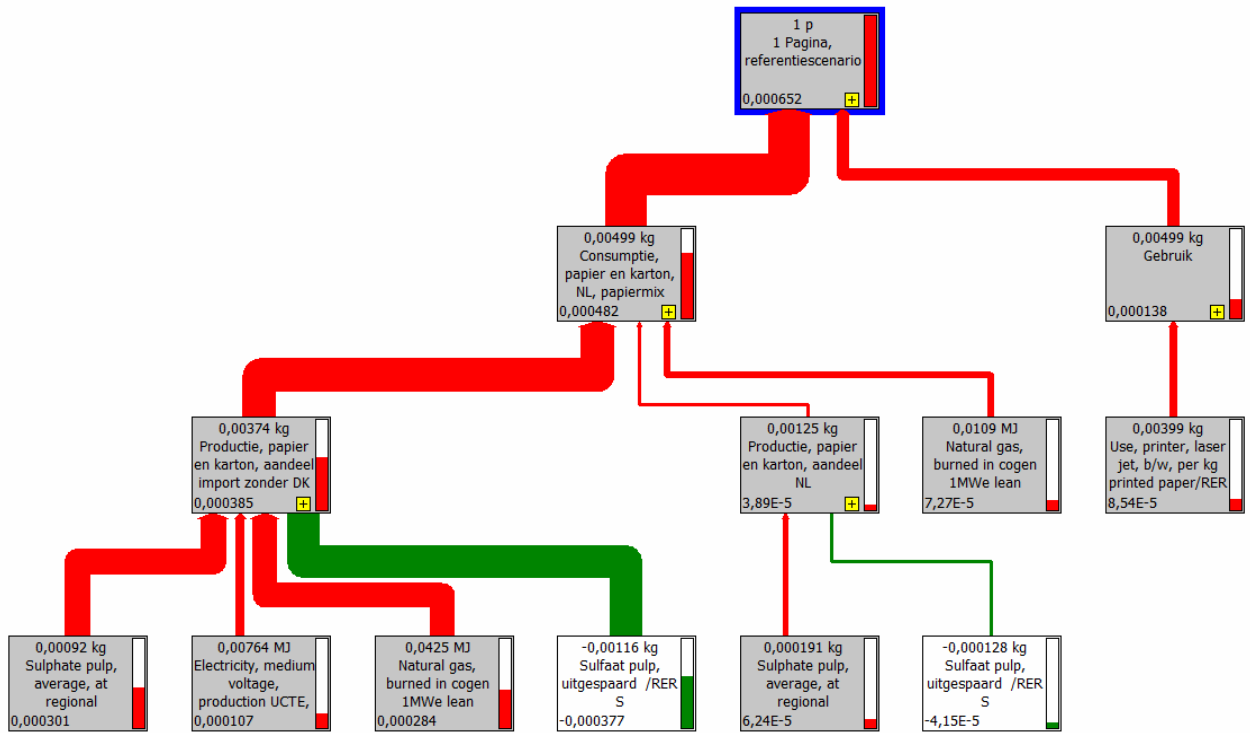 1 p
1 Pagina,
referentiescenario
0,000652
+
0,00499 kg
Consumptie,
papier en karton,
NL, papiermix
0,000482
+
0,00499 kg
Gebruik
0,000138
+
0,00374 kg
Productie, papier
en karton, aandeel
import zonder DK
0,000385
+
0,00125 kg
Productie, papier
en karton, aandeel
NL
3,89E-5
+
0,0109 MJ
Natural gas,
burned in cogen
1MWe lean
7,27E-5
0,00399 kg
Use, printer, laser
jet, b/w, per kg
printed paper/RER
8,54E-5
0,00092 kg
Sulphate pulp,
average, at
regional
0,000301
0,00764 MJ
Electricity, medium
voltage,
production UCTE,
0,000107
0,0425 MJ
Natural gas,
burned in cogen
1MWe lean
0,000284
-0,00116 kg
Sulfaat pulp,
uitgespaard /RER
S
-0,000377
0,000191 kg
Sulphate pulp,
average, at
regional
6,24E-5
-0,000128 kg
Sulfaat pulp,
uitgespaard /RER
S
-4,15E-5